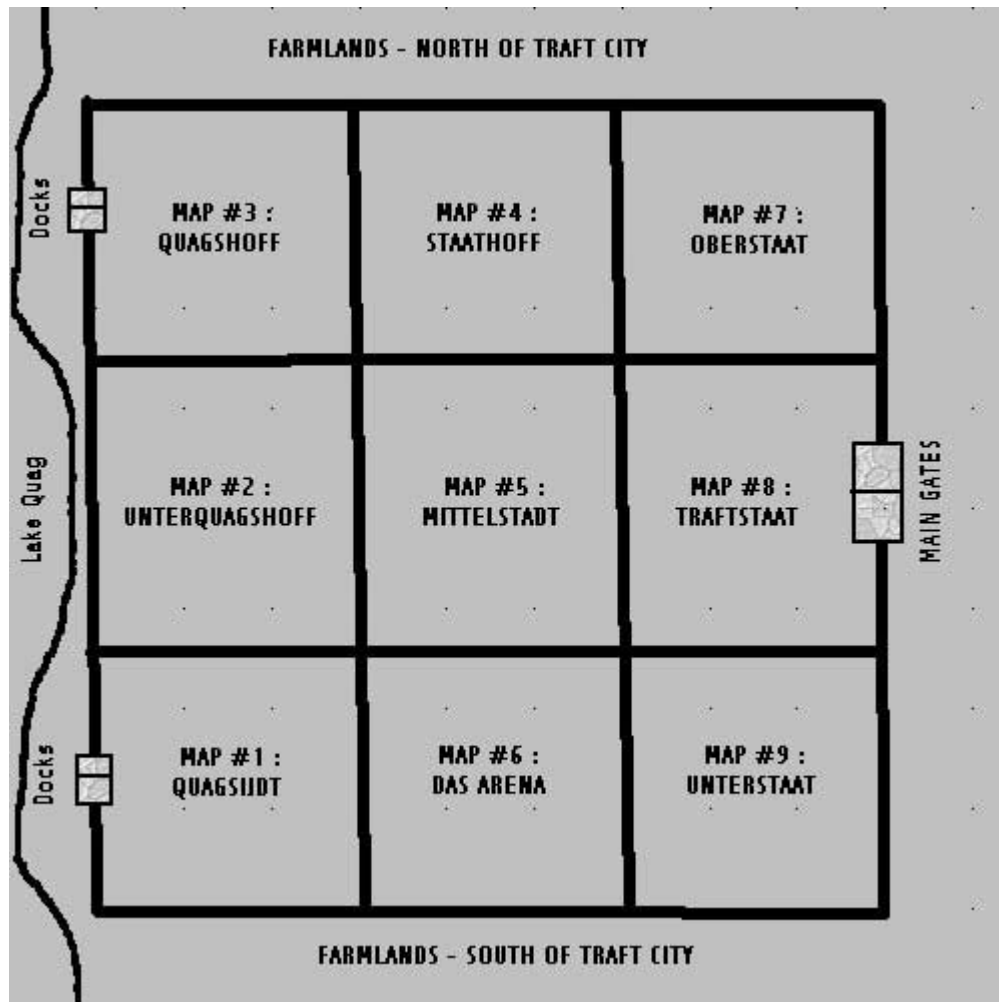 FARMLANDS - NORTH OF TRAFT CITY
Docks
MAP #3 :
QUAGSHOFF
MAP #4 :
STAATHOFF
MAP #7 :
OBERSTAAT
Lake Quag
MAP #2 :
UNTERQUAGSHOFF
MAP #5 :
MITTELSTADT
MAP #8 :
TRAFTSTAAT
MAIN GATES
Docks
MAP #1 :
QUAGSIJDT
MAP #6 :
DAS ARENA
MAP #9 :
UNTERSTAAT
FARMLANDS - SOUTH OF TRAFT CITY